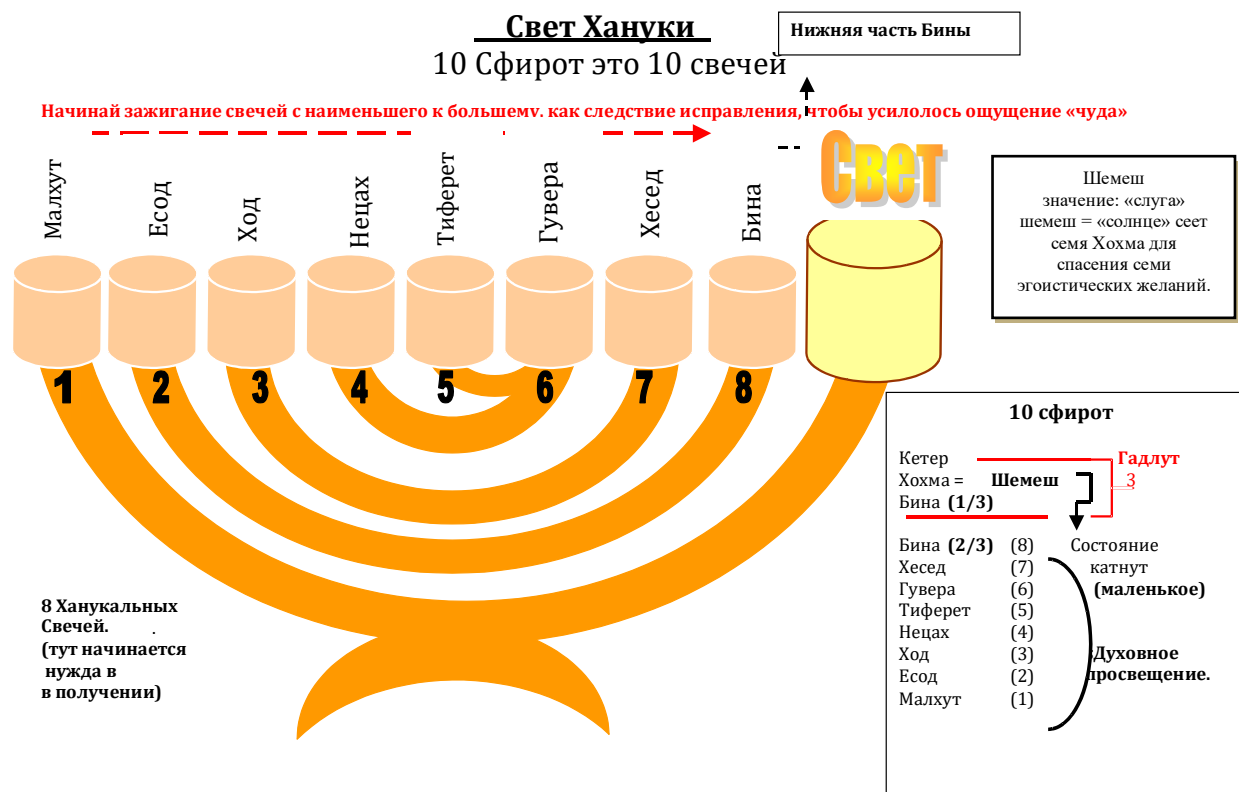 Свет Хануки
Нижняя часть Бины
10 Сфирот это 10 свечей
Начинай зажигание свечей с наименьшего к большему. как следствие исправления, чтобы усилолось ощущение «чуда»
Малхут
Есод
Ход
Нецах
Тиферет
Гувера
Хесед
Бина
Свет
Шемеш
значение: «слуга»
шемеш = «солнце» сеет
семя Хохма для
спасения семи
эгоистических желаний.
1
2
3
4
5
6
7
8
10 сфирот
Кетер Гадлут
Хохма = Шемеш 3
Бина (1/3)
Бина (2/3) (8) Состояние
Хесед (7) катнут
Гувера (6) (маленькое)
Тиферет (5)
Нецах (4)
Ход (3) Духовное
Есод (2) просвещение.
Малхут (1)
8 Ханукальных
Свечей. .
(тут начинается
нужда в
в получении)